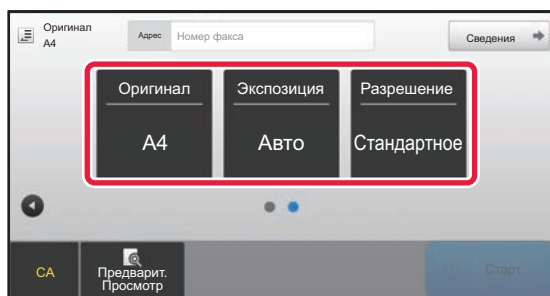 Оригинал
A4
Адрес
Номер факса
Сведения
Оригинал
Экспозиция
Разрешение
A4
Авто
Стандартное
CA
Предварит.
Просмотр
Старт